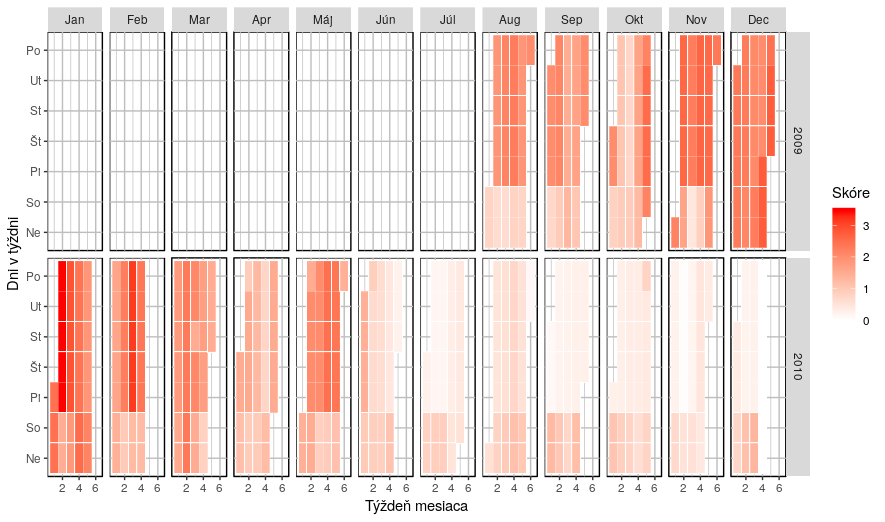 Jan Feb Mar Apr Máj Jún Júl Aug Sep Okt Nov Dec
Po
Ut
St
Št
Pi
So
Ne
2009
Po
Ut
St
Št
Pi
So
Ne
2010
2 4 6 2 4 6 2 4 6 2 4 6 2 4 6 2 4 6 2 4 6 2 4 6 2 4 6 2 4 6 2 4 6 2 4 6
Týždeň mesiaca
Dni v týždni
Skóre
3
2
1
0